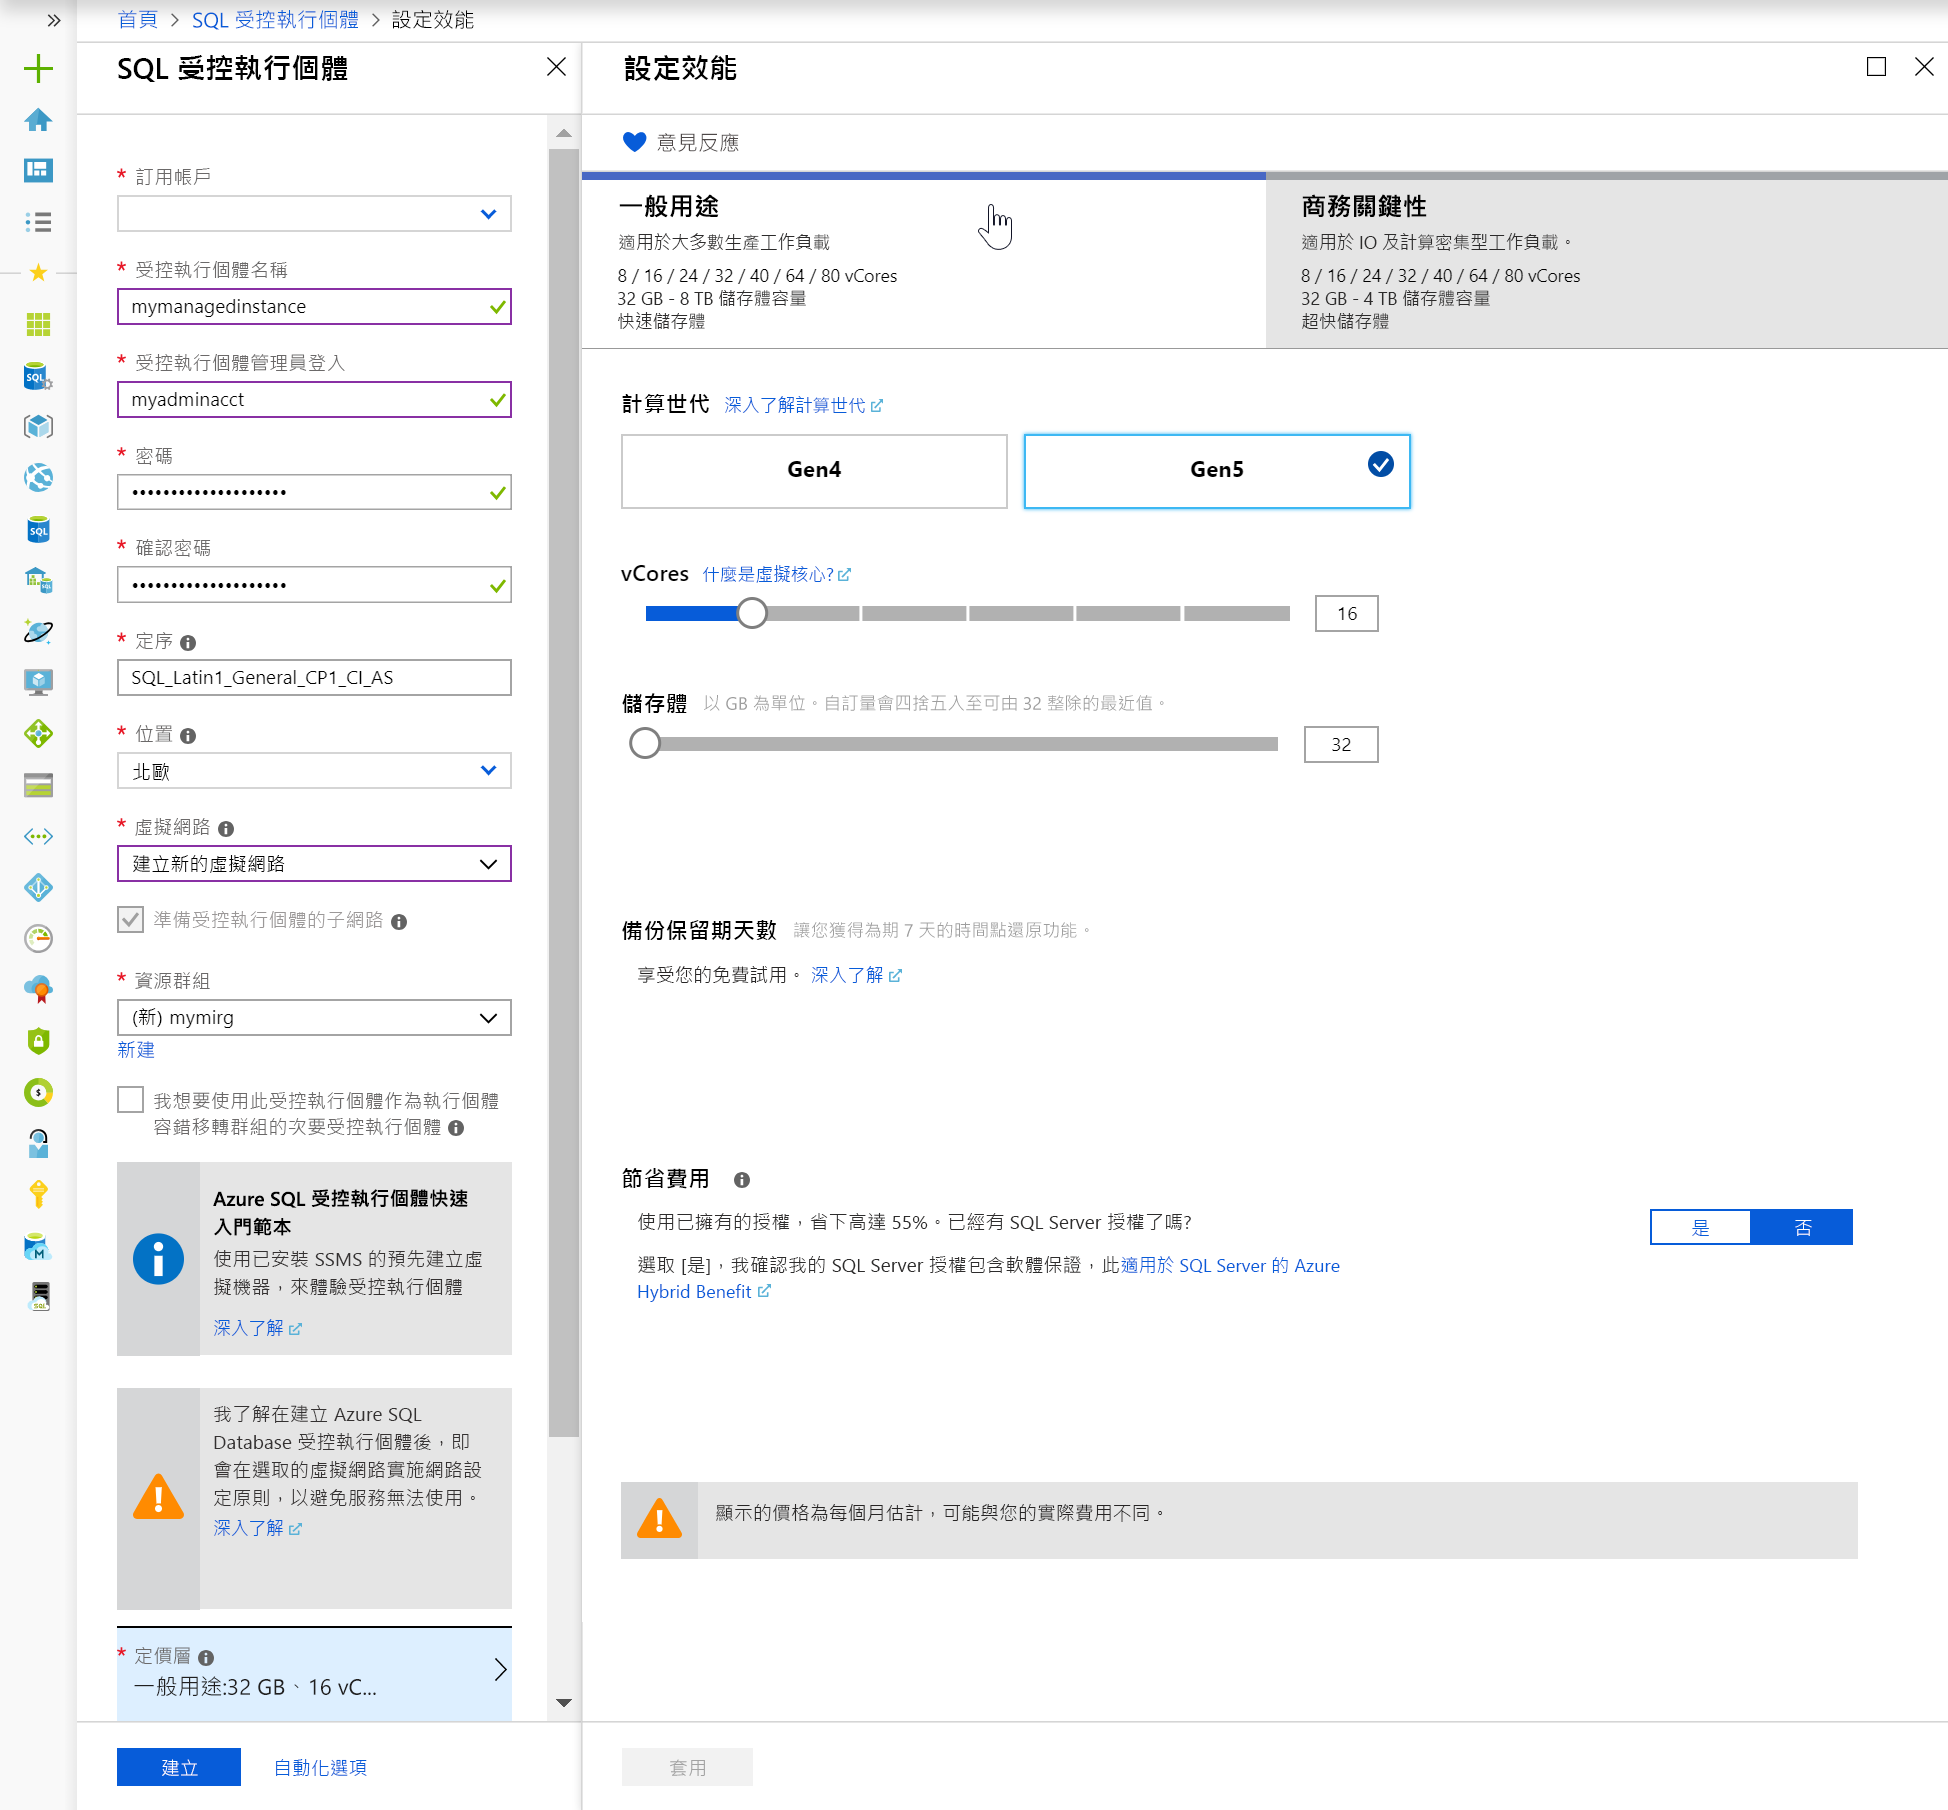 首頁 > SQL 受控執行個體 > 設定效能
SQL 受控執行個體
* 訂用帳戶
* 受控執行個體名稱
mymanagedinstance
* 受控執行個體管理員登入
myadminacct
* 密碼
••••••••••••••••••••
* 確認密碼
••••••••••••••••••••
* 定序
SQL_Latin1_General_CP1_CI_AS
* 位置
北歐
* 虛擬網路
建立新的虛擬網路
準備受控執行個體的子網路
* 資源群組
(新) mymirg
新建
我想要使用此受控執行個體作為執行個體
容錯移轉群組的次要受控執行個體
Azure SQL 受控執行個體快速
入門範本
使用已安裝 SSMS 的預先建立虛
擬機器，來體驗受控執行個體
深入了解
我了解在建立 Azure SQL
Database 受控執行個體後，即
會在選取的虛擬網路實施網路設
定原則，以避免服務無法使用。
深入了解
* 定價層
一般用途:32 GB、16 vC...
建立
自動化選項
設定效能
意見反應
一般用途
適用於大多數生產工作負載
8 / 16 / 24 / 32 / 40 / 64 / 80 vCores
32 GB - 8 TB 儲存體容量
快速儲存體
商務關鍵性
適用於 IO 及計算密集型工作負載。
8 / 16 / 24 / 32 / 40 / 64 / 80 vCores
32 GB - 4 TB 儲存體容量
超快儲存體
計算世代 深入了解計算世代
Gen4
Gen5
vCores 什麼是虛擬核心?
16
儲存體 以 GB 為單位。自訂量會四捨五入至可由 32 整除的最近值。
32
備份保留期天數 讓您獲得為期 7 天的時間點還原功能。
享受您的免費試用。 深入了解
節省費用
使用已擁有的授權，省下高達 55%。已經有 SQL Server 授權了嗎?
是 否
選取 [是]，我確認我的 SQL Server 授權包含軟體保證，此適用於 SQL Server 的 Azure
Hybrid Benefit
顯示的價格為每個月估計，可能與您的實際費用不同。
套用